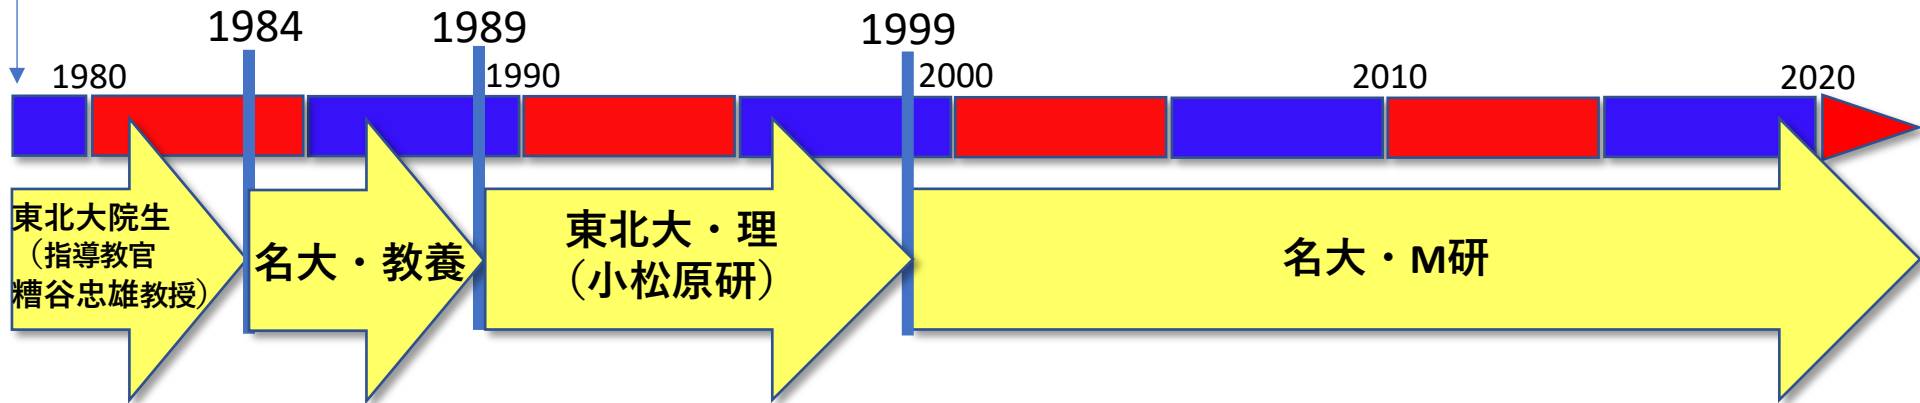 1984
1989
1999
1980
1990
2000
2010
2020
東北大院生
（指導教官
糟谷忠雄教授）
名大・教養
東北大・理
（小松原研）
名大・M研